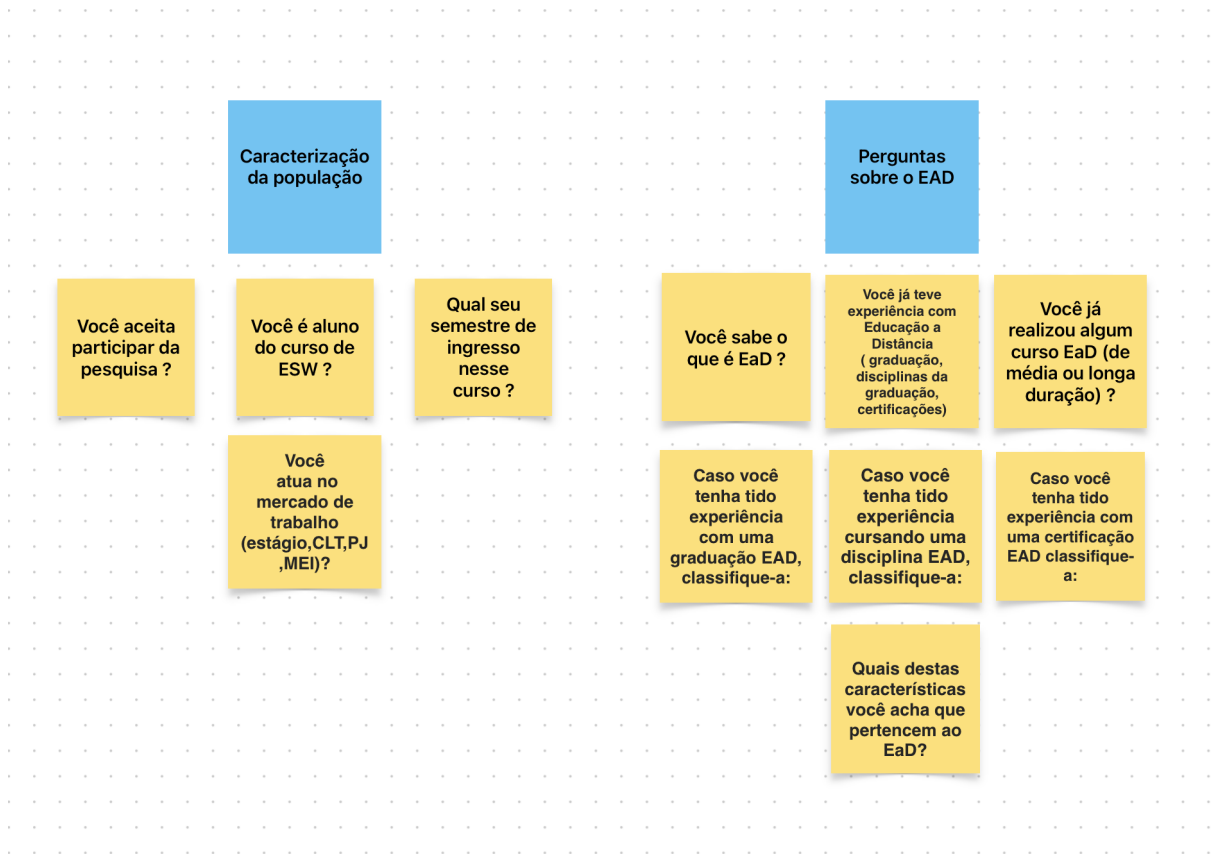 Caracterização
da população
Você aceita
participar da
pesquisa ?
Você é aluno
do curso de
ESW ?
Qual seu
semestre de
ingresso
nesse
curso ?
Você
atua no
mercado de
trabalho
(estágio,CLT,PJ
,MEI)?
Perguntas
sobre o EAD
Você sabe o
que é EaD ?
Você já teve
experiência com
Educação a
Distância
( graduação,
disciplinas da
graduação,
certificações)
Você já
realizou algum
curso EaD (de
média ou longa
duração) ?
Caso você
tenha tido
experiência
com uma
graduação EAD,
classifique-a:
Caso você
tenha tido
experiência
cursando uma
disciplina EAD,
classifique-a:
Caso você
tenha tido
experiência com
uma certificação
EAD classifique-
a:
Quais destas
características
você acha que
pertencem ao
EaD?